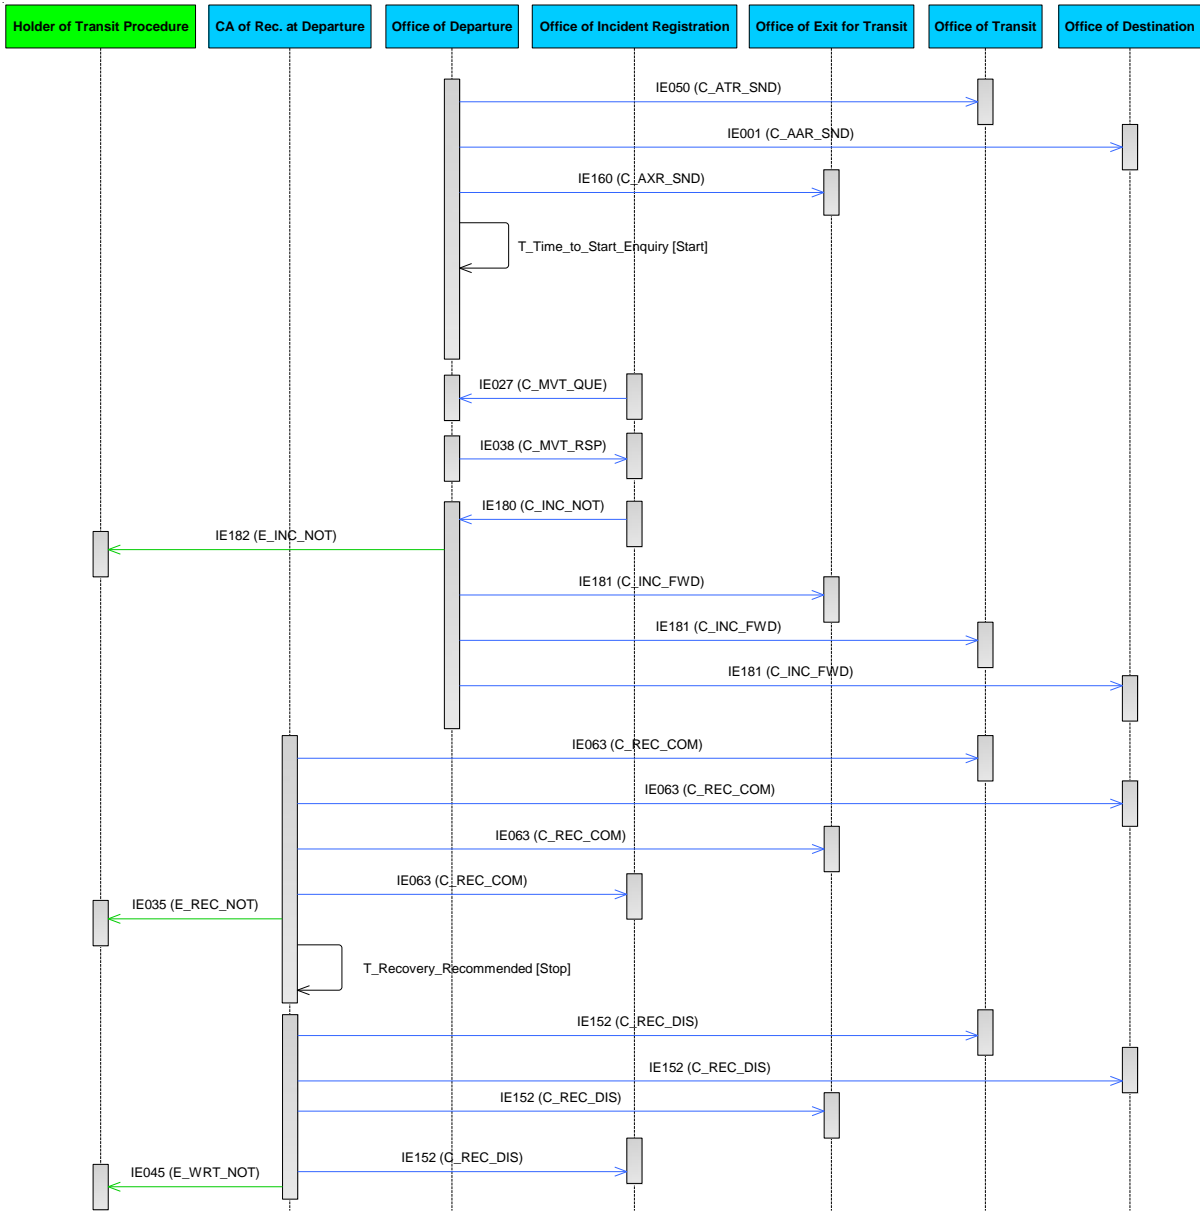 Holder of Transit Procedure
CA of Rec. at Departure
Office of Departure
Office of Incident Registration
Office of Exit for Transit
Office of Transit
Office of Destination
IE050 (C_ATR_SND)
IE001 (C_AAR_SND)
IE160 (C_AXR_SND)
T_Time_to_Start_Enquiry [Start]
IE027 (C_MVT_QUE)
IE038 (C_MVT_RSP)
IE180 (C_INC_NOT)
IE182 (E_INC_NOT)
IE181 (C_INC_FWD)
IE181 (C_INC_FWD)
IE181 (C_INC_FWD)
IE063 (C_REC_COM)
IE063 (C_REC_COM)
IE063 (C_REC_COM)
IE063 (C_REC_COM)
IE035 (E_REC_NOT)
T_Recovery_Recommended [Stop]
IE152 (C_REC_DIS)
IE152 (C_REC_DIS)
IE152 (C_REC_DIS)
IE152 (C_REC_DIS)
IE045 (E_WRT_NOT)